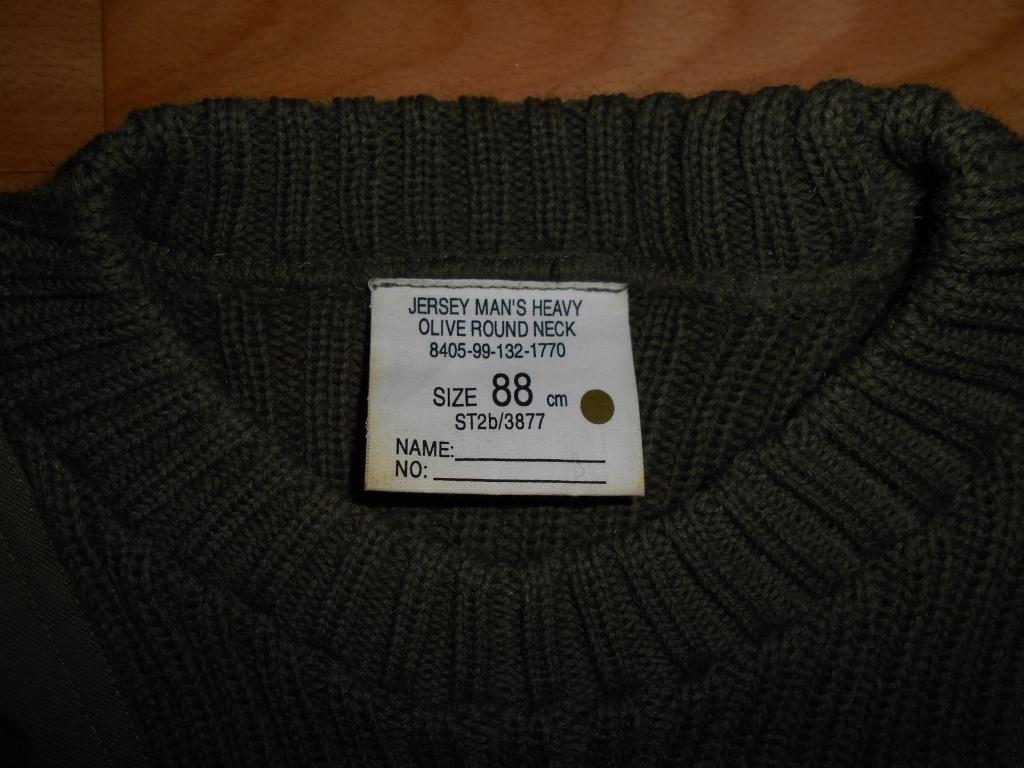 JERSEY MAN'S HEAVY
OLIVE ROUND NECK
8405-99-132-1770
SIZE 88 cm
ST2b/3877
NAME:
NO: